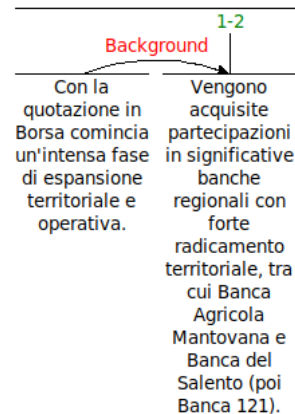 1-2
Background
Con la
quotazione in
Borsa comincia
un'intensa fase
di espansione
territoriale e
operativa.
Vengono
acquisite
partecipazioni
in significative
banche
regionali con
forte
radicamento
territoriale, tra
cui Banca
Agricola
Mantovana e
Banca del
Salento (poi
Banca 121).